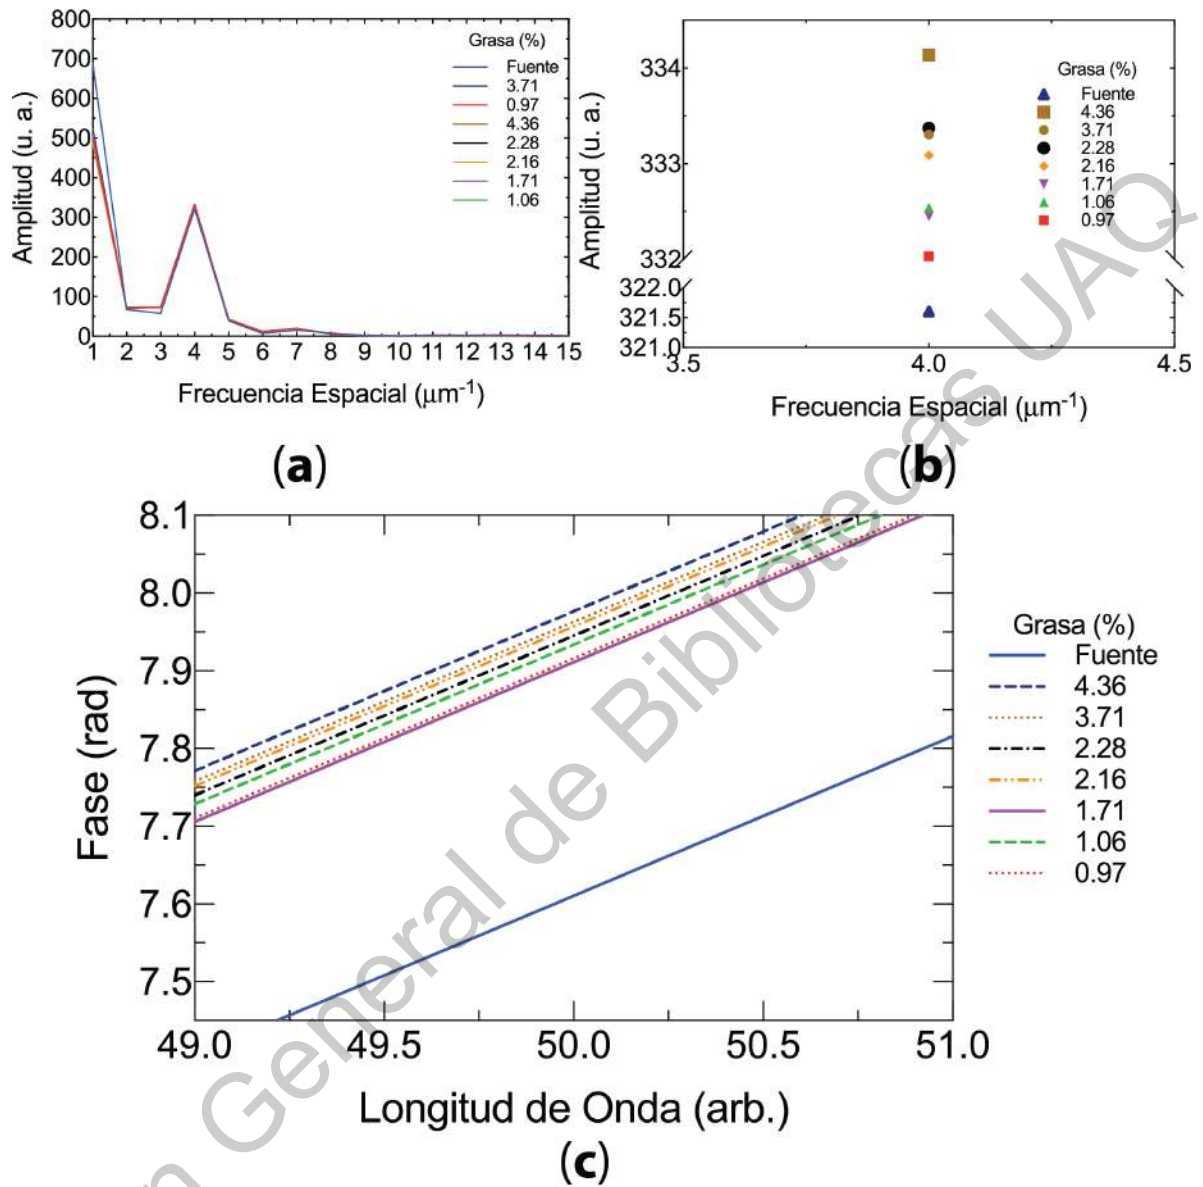 800
700
600
500
400
300
200
100
0
Amplitud (u. a.)
1 2 3 4 5 6 7 8 9 10 11 12 13 14 15
Frecuencia Espacial (μm-1)
Grasa (%)
Fuente
3.71
0.97
4.36
2.28
2.16
1.71
1.06
(a)
334
333
332
322.0
321.5
321.0
Amplitud (u. a.)
3.5 4.0 4.5
Frecuencia Espacial (μm-1)
Grasa (%)
Fuente
4.36
3.71
2.28
2.16
1.71
1.06
0.97
(b)
8.1
8.0
7.9
7.8
7.7
7.6
7.5
Fase (rad)
49.0 49.5 50.0 50.5 51.0
Longitud de Onda (arb.)
Grasa (%)
Fuente
4.36
3.71
2.28
2.16
1.71
1.06
0.97
(c)
n General de Bibliotecas UAQ